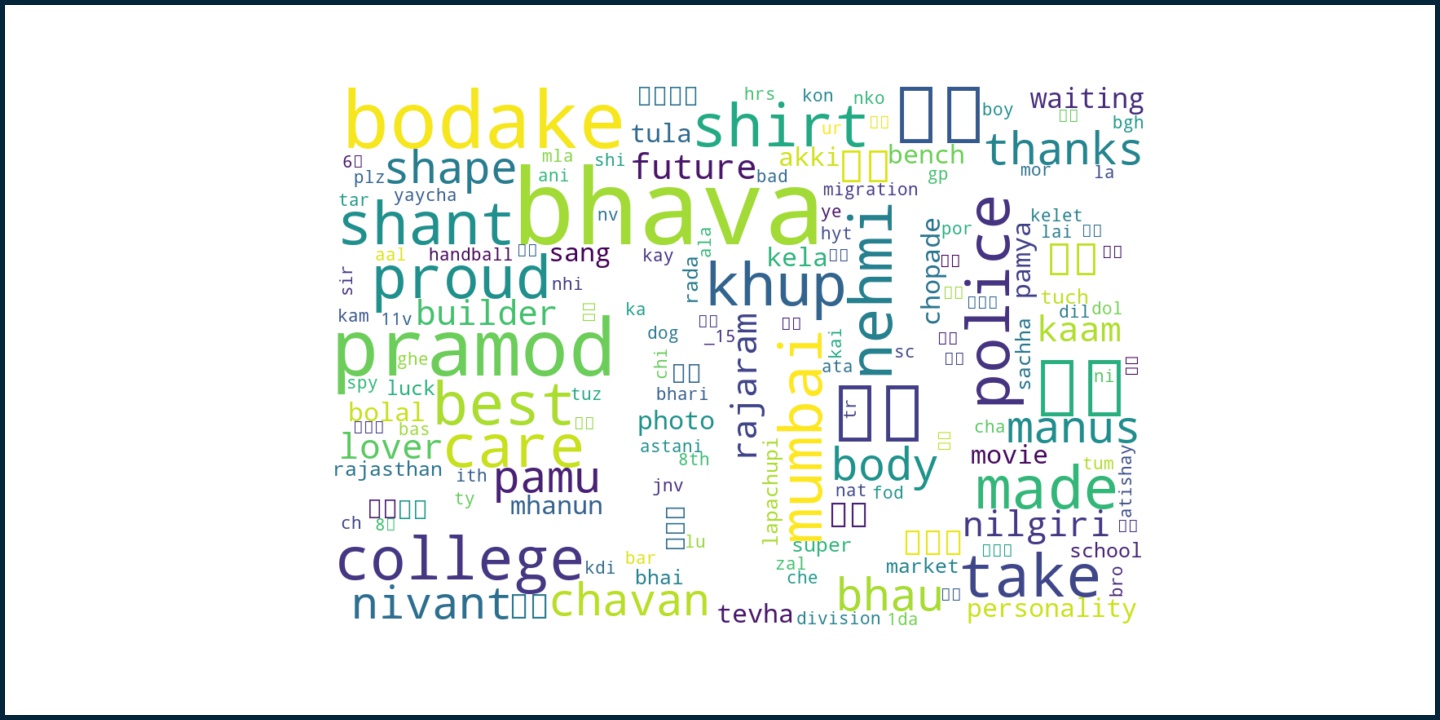 bodake
tula
shirt
hrs
kon
nko
ur
boy
waiting
bgh
thanks
6
plz
shape
mla
ani
shi
future
bad
akki
bench
gp
mor
la
migration
tar
yaycha
shant
bhava
nv
ye
hyt
kelet
lai
por
police
pamya
chopade
nehmi
aal
handball
sang
kay
ala
rada
kela
khup
sir
proud
nhi
kam
11v
builder
ka
tuch
dil
dol
kaam
pramod
ghe
dog
_15
chi
rajaram
mumbai
kai
ata
sc
sachha
spy
luck
best
tuz
bhari
tr
ni
bolal
bas
photo
cha
manus
lover
care
astani
8th
lapachupi
body
movie
tum
atishay
rajasthan
ith
pamu
jnv
nat
fod
made
ty
mhanun
ch
8
nilgiri
lu
super
school
college
kdi
bar
bhai
zal
che
market
take
bro
nivant
chavan
tevha
division
bhau
1da
personality